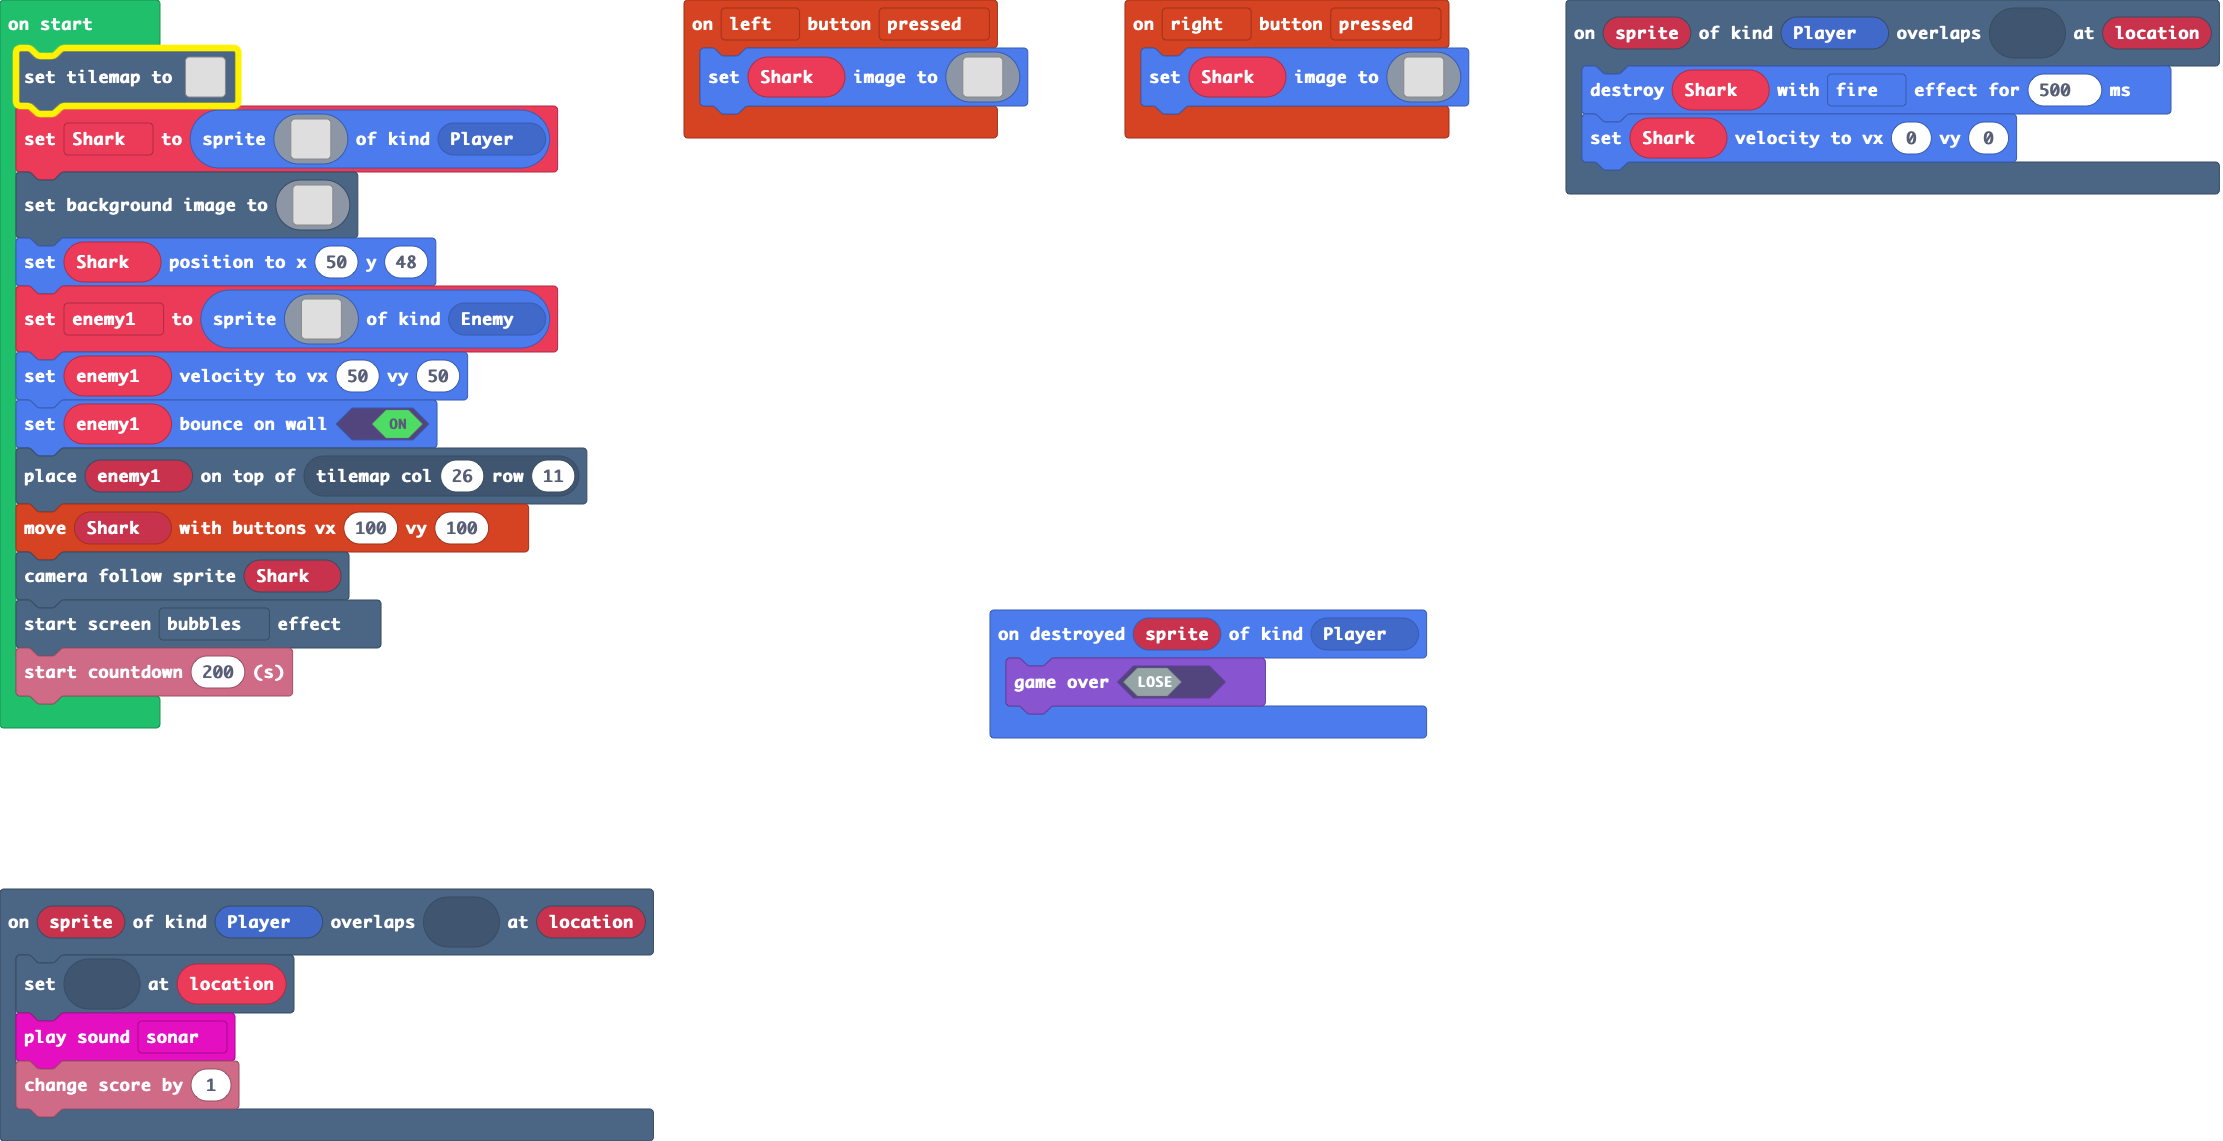 on start
set tilemap to
set Shark to sprite of kind Player
set background image to
set Shark position to x 50 y 48
set enemy1 to sprite of kind Enemy
set enemy1 velocity to vx 50 vy 50
set enemy1 bounce on wall ON
place enemy1 on top of tilemap col 26 row 11
move Shark with buttons vx 100 vy 100
camera follow sprite Shark
start screen bubbles effect
start countdown 200 (s)
on left button pressed
set Shark image to
on right button pressed
set Shark image to
on sprite of kind Player overlaps at location
destroy Shark with fire effect for 500 ms
set Shark velocity to vx 0 vy 0
on destroyed sprite of kind Player
game over LOSE
on sprite of kind Player overlaps at location
set at location
play sound sonar
change score by 1